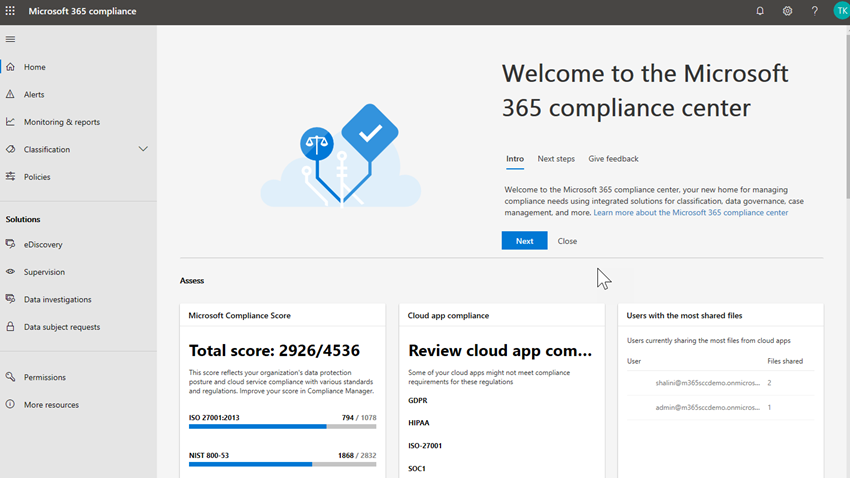 Microsoft 365 compliance
?
TK
Home
Alerts
Monitoring & reports
Classification
Policies
Solutions
eDiscovery
Supervision
Data investigations
Data subject requests
Permissions
More resources
Welcome to the Microsoft
365 compliance center
Intro Next steps Give feedback
Welcome to the Microsoft 365 compliance center, your new home for managing
compliance needs using integrated solutions for classification, data governance, case
management, and more. Learn more about the Microsoft 365 compliance center
Next Close
Assess
Microsoft Compliance Score
Total score: 2926/4536
This score reflects your organization's data protection
posture and cloud service compliance with various standards
and regulations. Improve your score in Compliance Manager.
ISO 27001:2013 794 / 1078
NIST 800-53 1868 / 2832
Cloud app compliance
Review cloud app com...
Some of your cloud apps might not meet compliance
requirements for these regulations
GDPR
HIPAA
ISO-27001
SOC1
Users with the most shared files
Users currently sharing the most files from cloud apps
User Files shared
shalini@m365sccdemo.onmicros... 2
admin@m365sccdemo.onmicros... 1